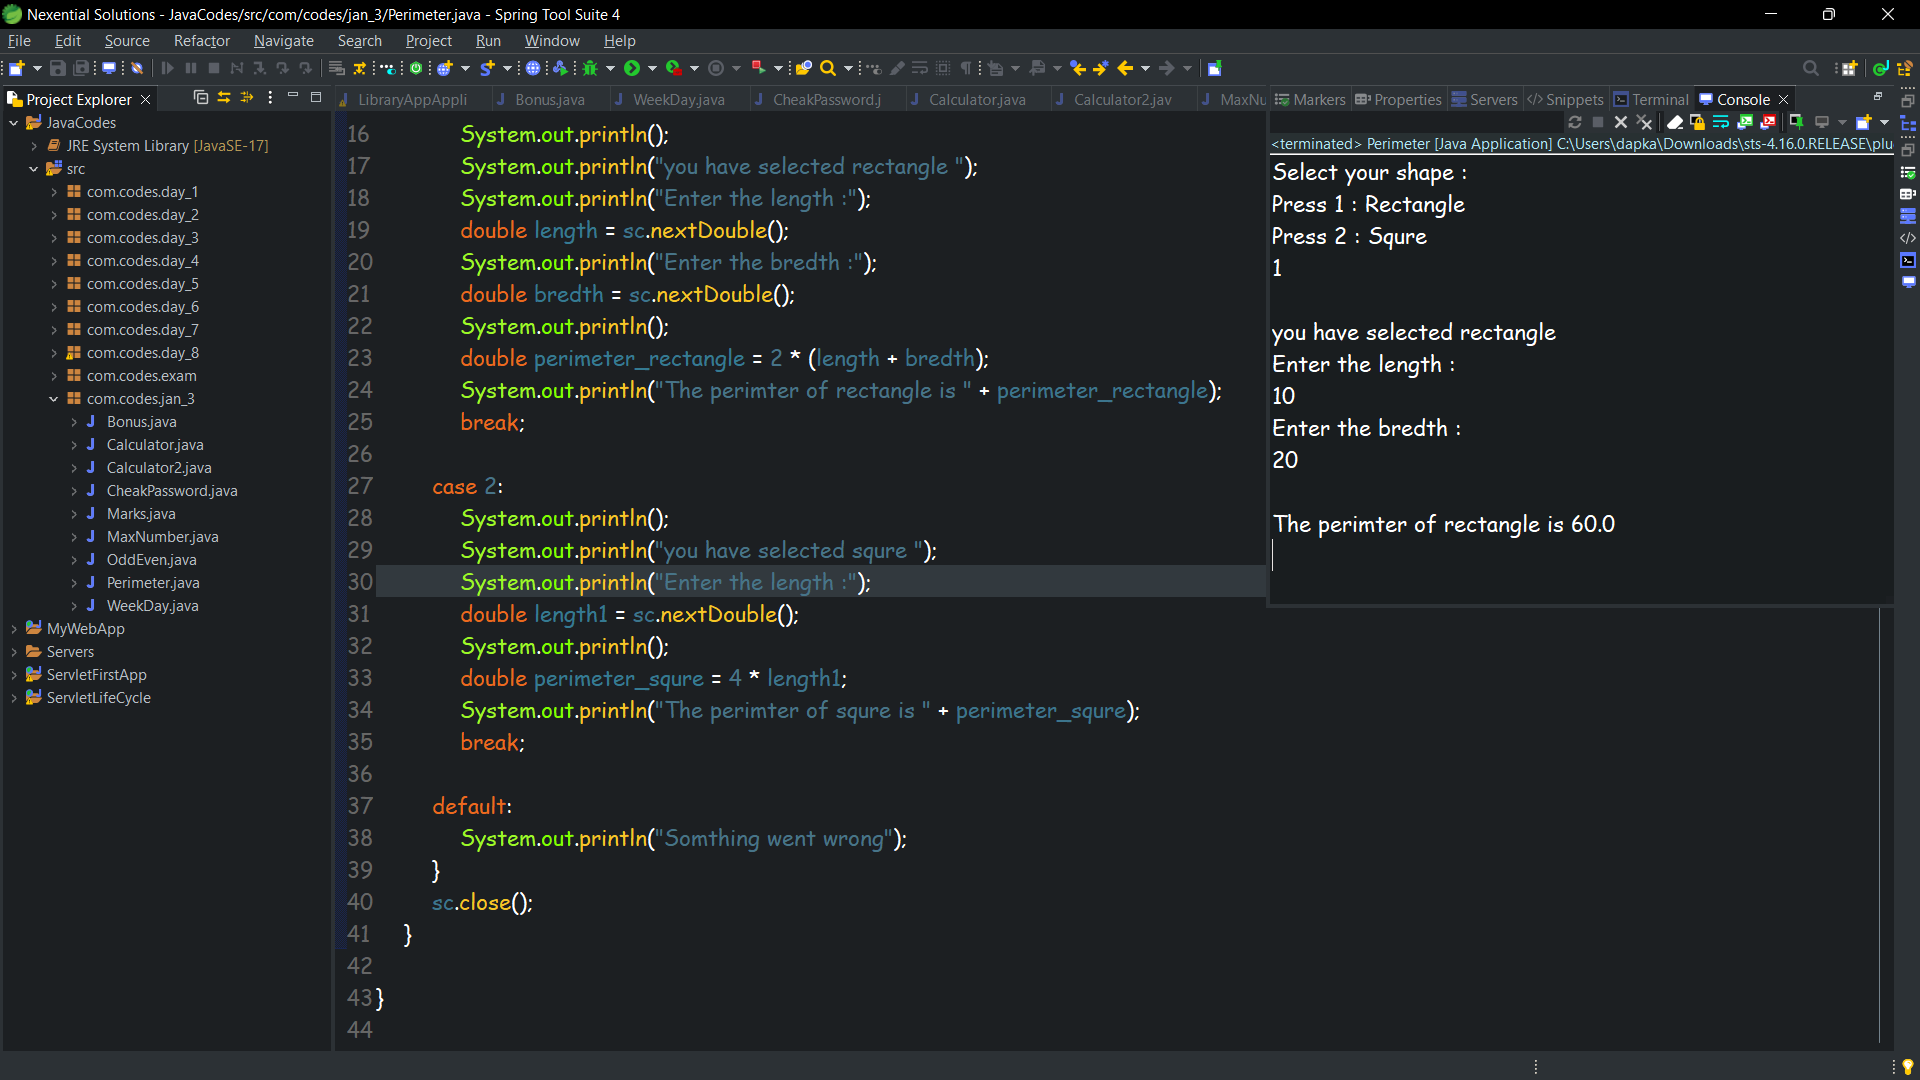 Nexential Solutions - JavaCodes/src/com/codes/jan_3/Perimeter.java - Spring Tool Suite 4
File Edit Source Refactor Navigate Search Project Run Window Help
Project Explorer
JavaCodes
JRE System Library [JavaSE-17]
src
com.codes.day_1
com.codes.day_2
com.codes.day_3
com.codes.day_4
com.codes.day_5
com.codes.day_6
com.codes.day_7
com.codes.day_8
com.codes.exam
com.codes.jan_3
Bonus.java
Calculator.java
Calculator2.java
CheakPassword.java
Marks.java
MaxNumber.java
OddEven.java
Perimeter.java
WeekDay.java
MyWebApp
Servers
ServletFirstApp
ServletLifeCycle
LibraryAppAppli Bonus.java WeekDay.java CheakPassword.j Calculator.java Calculator2.jav MaxNu
16 System.out.println();
17 System.out.println("you have selected rectangle ");
18 System.out.println("Enter the length :");
19 double length = sc.nextDouble();
20 System.out.println("Enter the bredth :");
21 double bredth = sc.nextDouble();
22 System.out.println();
23 double perimeter_rectangle = 2 * (length + bredth);
24 System.out.println("The perimter of rectangle is " + perimeter_rectangle);
25 break;
26
27 case 2:
28 System.out.println();
29 System.out.println("you have selected squre ");
30 System.out.println("Enter the length :");
31 double length1 = sc.nextDouble();
32 System.out.println();
33 double perimeter_squre = 4 * length1;
34 System.out.println("The perimter of squre is " + perimeter_squre);
35 break;
36
37 default:
38 System.out.println("Somthing went wrong");
39 }
40 sc.close();
41 }
42
43 }
44
Markers Properties Servers Snippets Terminal Console
<terminated> Perimeter [Java Application] C:\Users\dapka\Downloads\sts-4.16.0.RELEASE\plu
Select your shape :
Press 1 : Rectangle
Press 2 : Squre
1
you have selected rectangle
Enter the length :
10
Enter the bredth :
20
The perimter of rectangle is 60.0